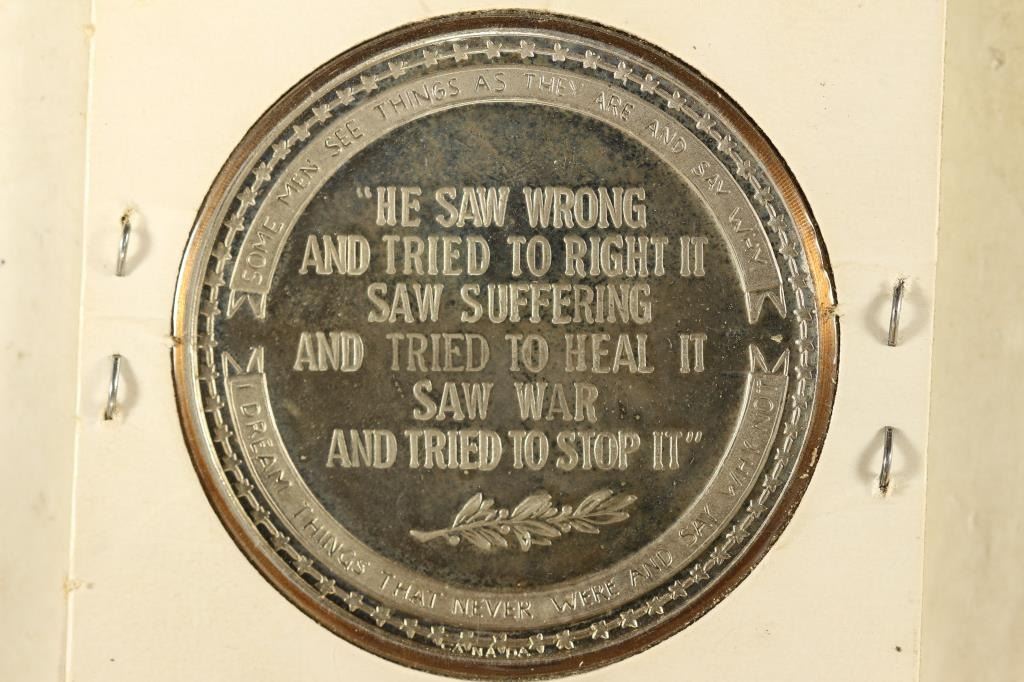 SOME MEN SEE THINGS AS THEY ARE AND SAY WHY
"HE SAW WRONG
AND TRIED TO RIGHT IT
SAW SUFFERING
AND TRIED TO HEAL IT
SAW WAR
AND TRIED TO STOP IT"
I DREAM THINGS THAT NEVER WERE AND SAY WHY NOT
CANADA